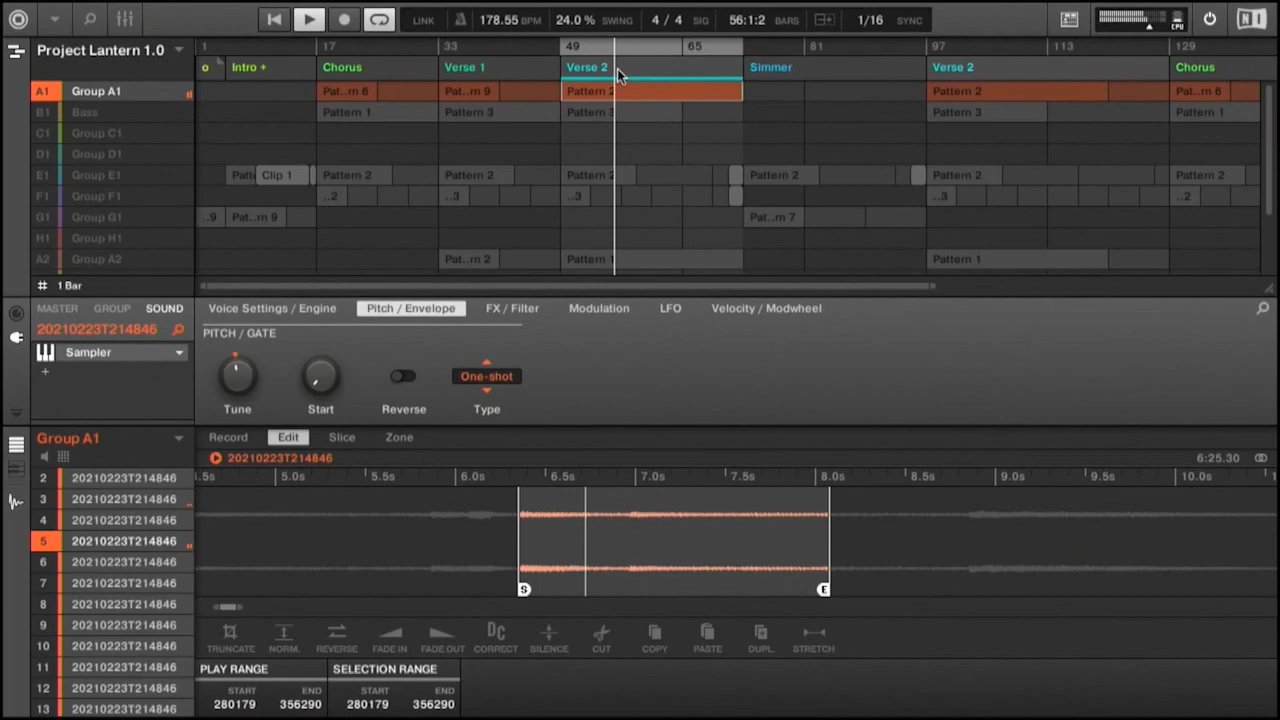 LINK 178.55 BPM 24.0 % SWING 4 / 4 SIG 56:1:2 BARS 1/16 SYNC CPU NI
Project Lantern 1.0 1 17 33 49 65 81 97 113 129
o Intro + Chorus Verse 1 Verse 2 Simmer Verse 2 Chorus
A1 Group A1 Pat..m 6 Pat..m 9 Pattern 2 Pattern 2 Pat..m 6
B1 Bass Pattern 1 Pattern 3 Pattern 3 Pattern 3 Pattern 1
C1 Group C1
D1 Group D1
E1 Group E1 Patt Clip 1 Pattern 2 Pattern 2 Pattern 2 Pattern 2 Pattern 2 Pattern 2
F1 Group F1 ..2 ..3 ..3 ..3 ..2
G1 Group G1 ..9 Pat..rn 9 Pat..m 7
H1 Group H1
A2 Group A2 Pat..rn 2 Pattern 1 Pattern 1
1 Bar
MASTER GROUP SOUND Voice Settings / Engine Pitch / Envelope FX / Filter Modulation LFO Velocity / Modwheel
20210223T214846 PITCH / GATE
Sampler One-shot
+
Tune Start Reverse Type
Group A1 Record Edit Slice Zone
20210223T214846 6:25.30
2 20210223T214846 .5s 5.0s 5.5s 6.0s 6.5s 7.0s 7.5s 8.0s 8.5s 9.0s 9.5s 10.0s
3 20210223T214846
4 20210223T214846
5 20210223T214846
6 20210223T214846
7 20210223T214846 S E
8 20210223T214846
9 20210223T214846 DC
10 20210223T214846 TRUNCATE NORM. REVERSE FADE IN FADE OUT CORRECT SILENCE CUT COPY PASTE DUPL. STRETCH
11 20210223T214846 PLAY RANGE SELECTION RANGE
12 20210223T214846 START END START END
13 20210223T214846 280179 356290 280179 356290